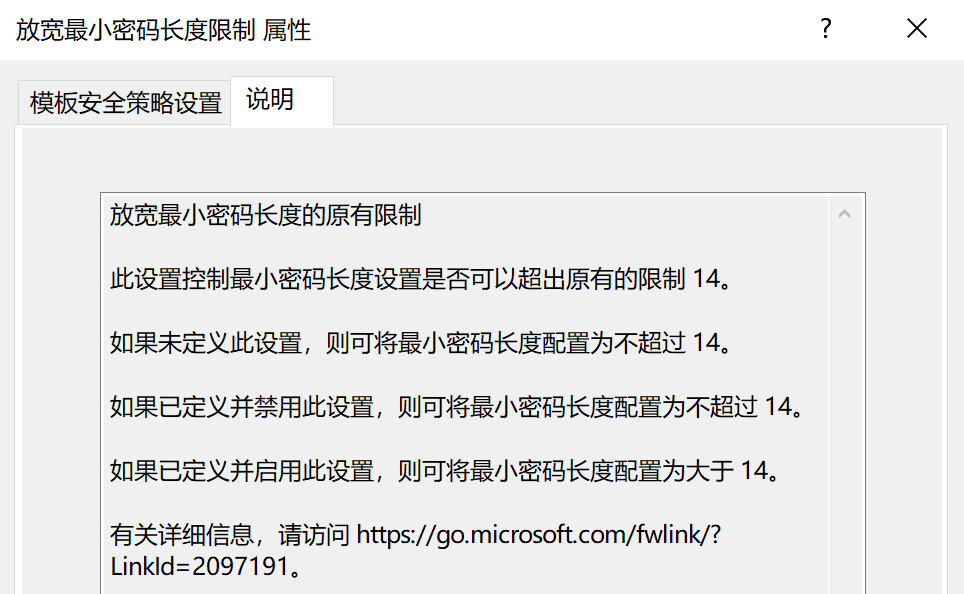 放宽最小密码长度限制 属性
?
模板安全策略设置
说明
放宽最小密码长度的原有限制
此设置控制最小密码长度设置是否可以超出原有的限制 14。
如果未定义此设置，则可将最小密码长度配置为不超过 14。
如果已定义并禁用此设置，则可将最小密码长度配置为不超过 14。
如果已定义并启用此设置，则可将最小密码长度配置为大于 14。
有关详细信息，请访问 https://go.microsoft.com/fwlink/?
LinkId=2097191。